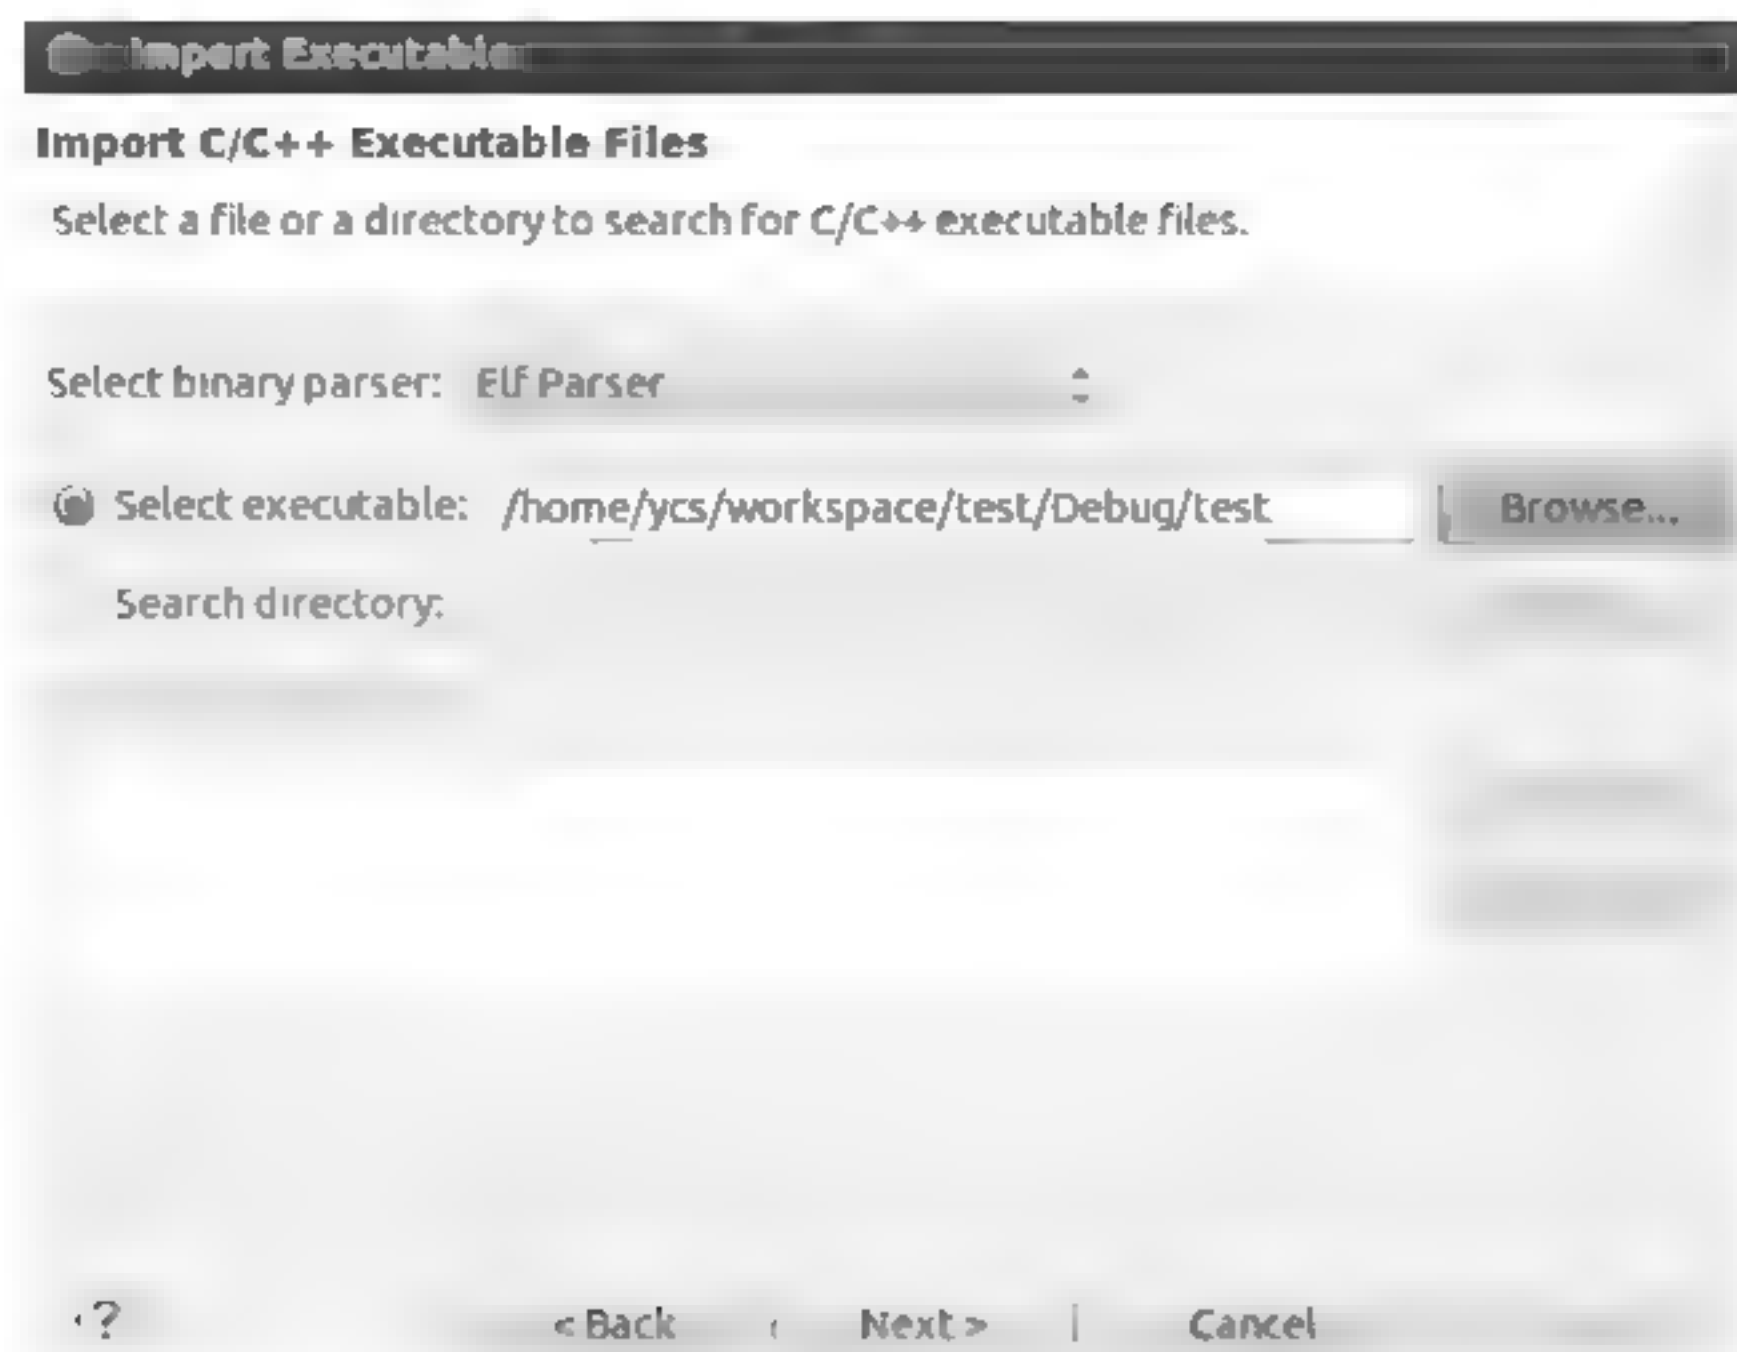 Import Executable
Import C/C++ Executable Files
Select a file or a directory to search for C/C++ executable files.
Select binary parser: Elf Parser
Select executable: /home/ycs/workspace/test/Debug/test Browse...
Search directory:
? < Back Next > Cancel